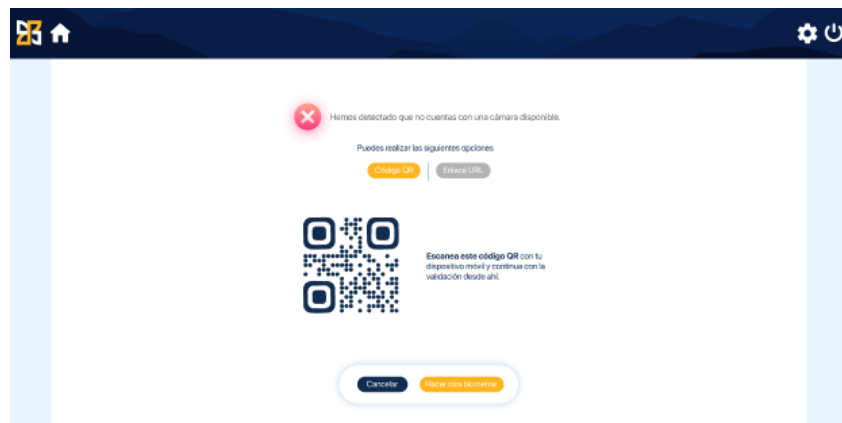 Hemos detectado que no cuentas con una cámara disponible.
Puedes realizar las siguientes opciones
Código QR
Enlace URL
Escanea este código QR con tu
dispositivo móvil y continua con la
validación desde ahí.
Cancelar
Hacer otra biometría